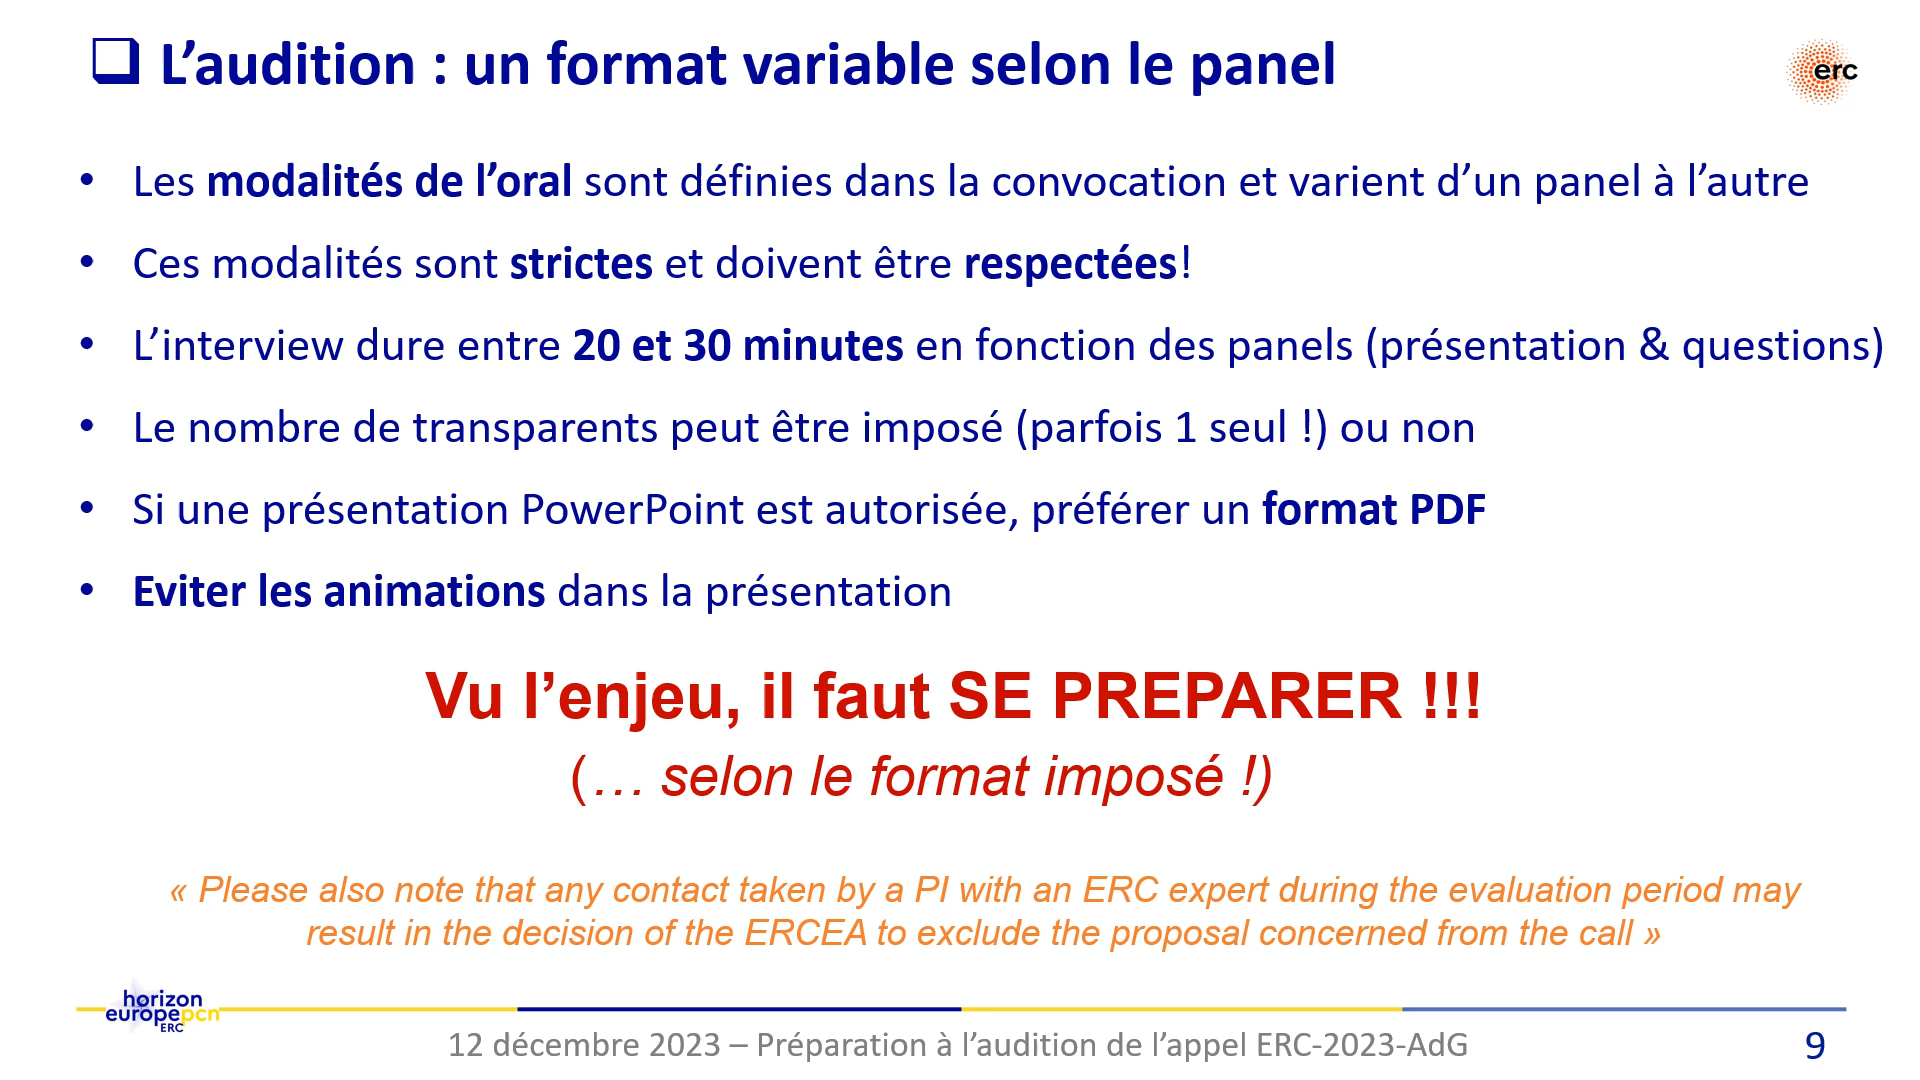 ❑ L’audition : un format variable selon le panel
erc
• Les modalités de l’oral sont définies dans la convocation et varient d’un panel à l’autre
• Ces modalités sont strictes et doivent être respectées!
• L’interview dure entre 20 et 30 minutes en fonction des panels (présentation & questions)
• Le nombre de transparents peut être imposé (parfois 1 seul !) ou non
• Si une présentation PowerPoint est autorisée, préférer un format PDF
• Eviter les animations dans la présentation
Vu l’enjeu, il faut SE PREPARER !!!
(… selon le format imposé !)
« Please also note that any contact taken by a PI with an ERC expert during the evaluation period may
result in the decision of the ERCEA to exclude the proposal concerned from the call »
horizon
europepcn
ERC
12 décembre 2023 – Préparation à l’audition de l’appel ERC-2023-AdG
9